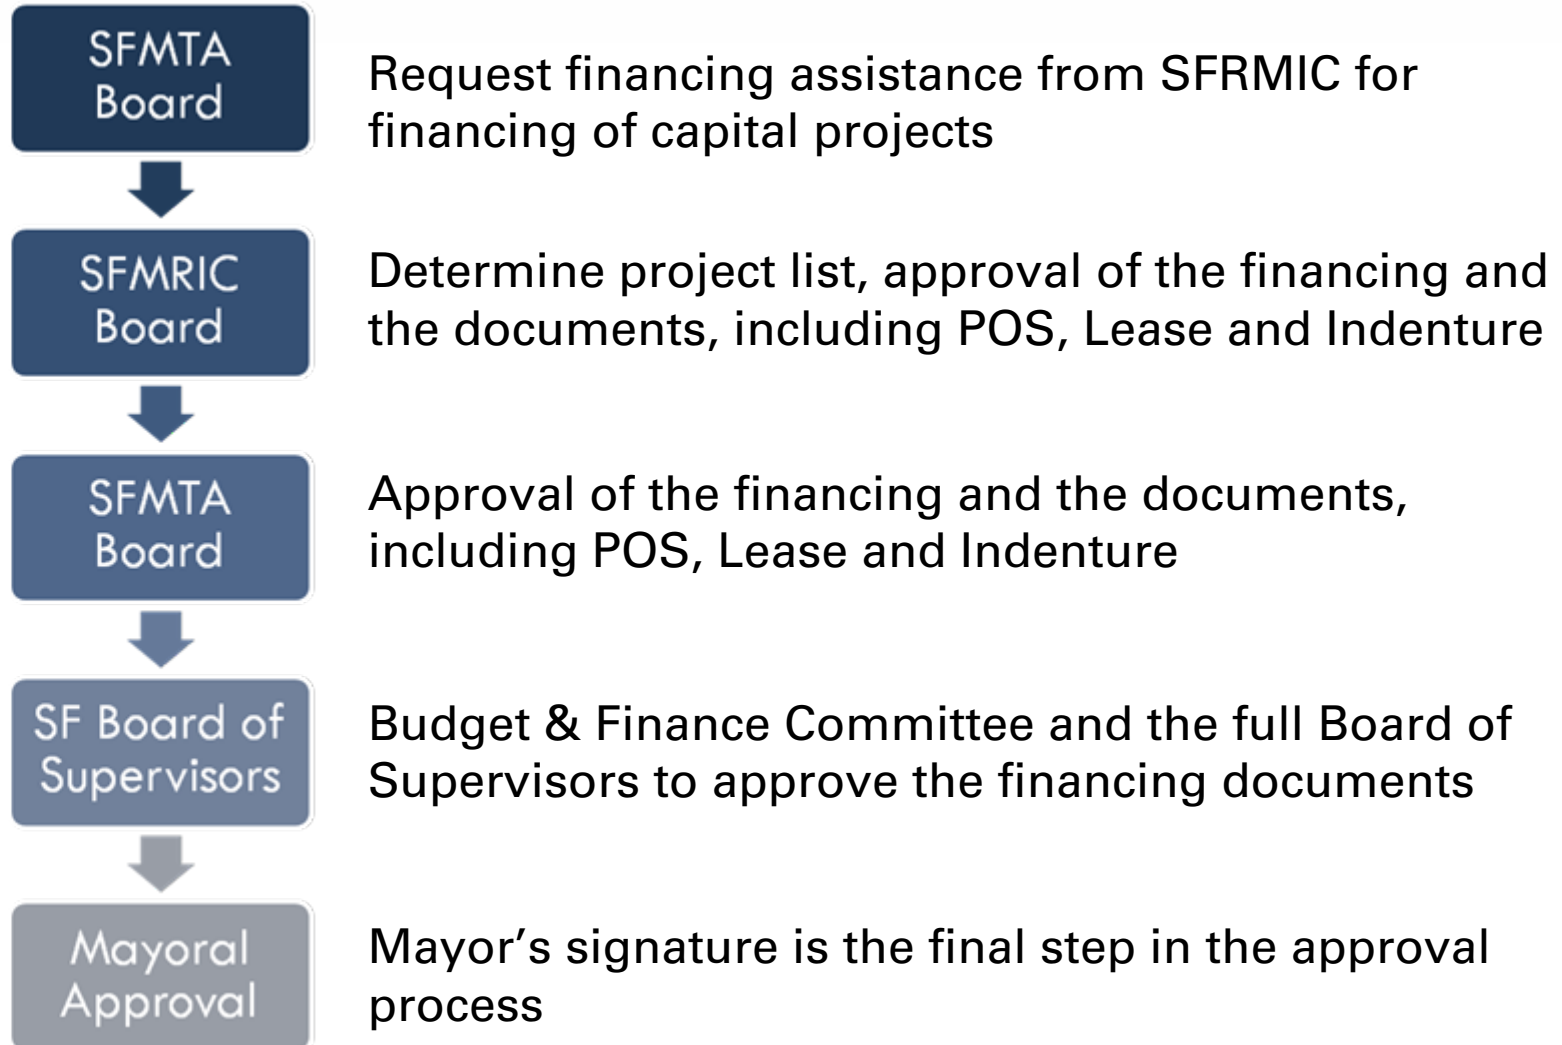 SFMTA
Board
Request financing assistance from SFRMIC for
financing of capital projects
SFMRIC
Board
Determine project list, approval of the financing and
the documents, including POS, Lease and Indenture
SFMTA
Board
Approval of the financing and the documents,
including POS, Lease and Indenture
SF Board of
Supervisors
Budget & Finance Committee and the full Board of
Supervisors to approve the financing documents
Mayoral
Approval
Mayor’s signature is the final step in the approval
process